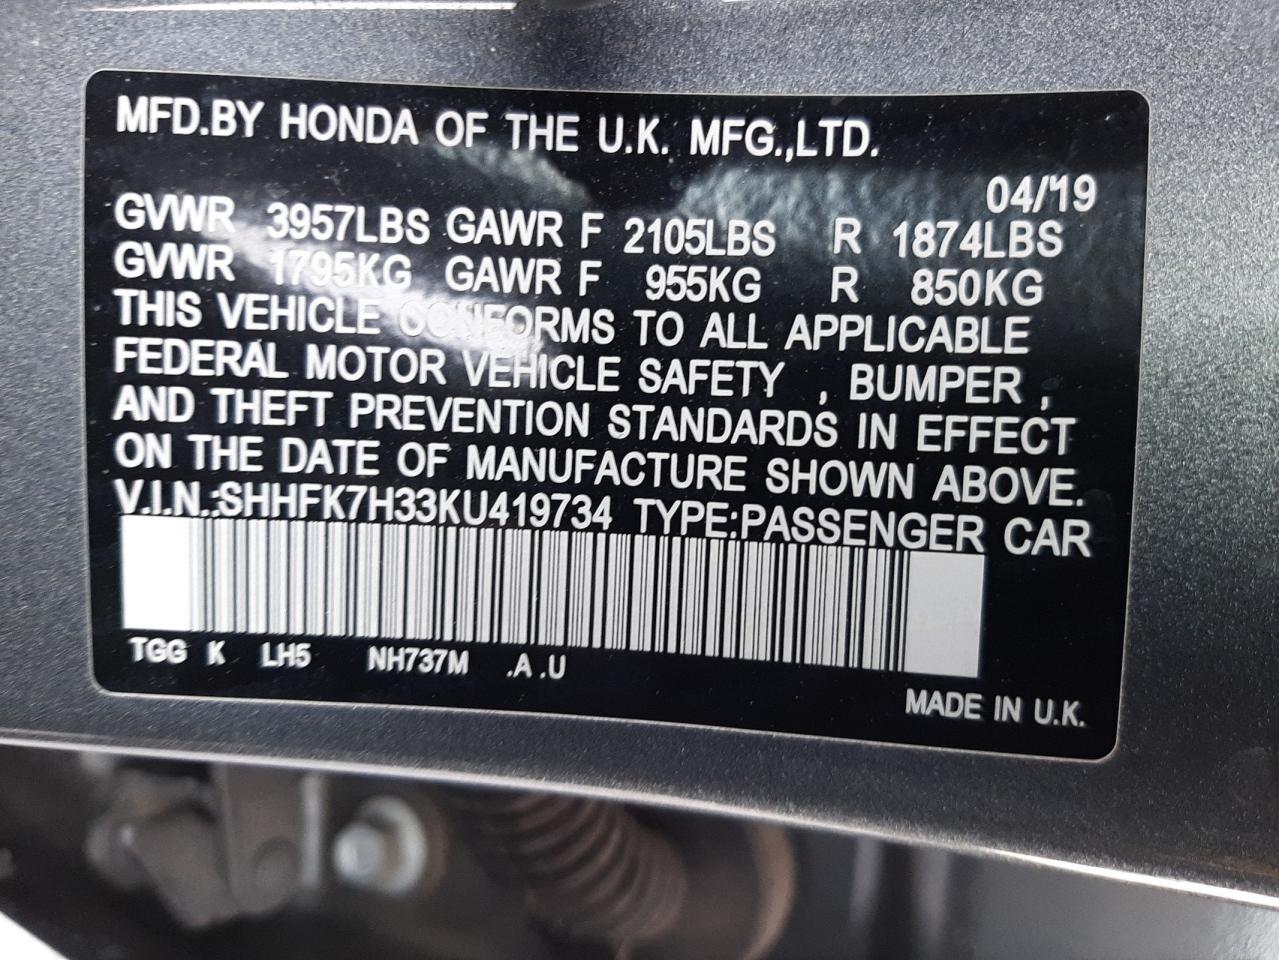 MFD.BY HONDA OF THE U.K. MFG.,LTD.
04/'19
GVWR 3957LBS GAWR F 2105LBS R 1874LBS
GVWR 1795KG GAWR F 955KG R 850KG
THIS VEHICLE CONFORMS TO ALL APPLICABLE
FEDERAL MOTOR VEHICLE SAFETY , BUMPER ,
AND THEFT PREVENTION STANDARDS IN EFFECT
ON THE DATE OF MANUFACTURE SHOWN ABOVE.
V.I.N.:SHHFK7H33KU419734 TYPE:PASSENGER CAR
TGG K LH5 NH737M .A .U
MADE IN U.K.